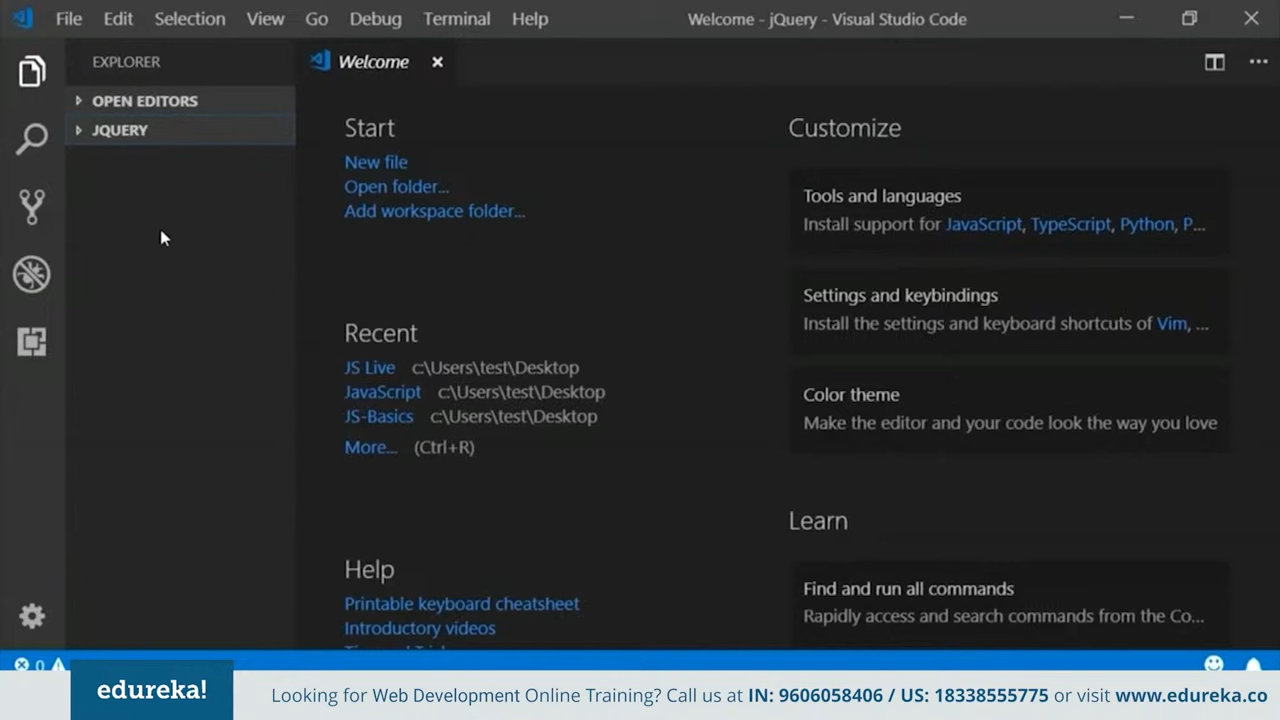 File Edit Selection View Go Debug Terminal Help Welcome - jQuery - Visual Studio Code
EXPLORER
OPEN EDITORS
JQUERY
Welcome
Start
New file
Open folder...
Add workspace folder...
Recent
JS Live c:\Users\test\Desktop
JavaScript c:\Users\test\Desktop
JS-Basics c:\Users\test\Desktop
More... (Ctrl+R)
Help
Printable keyboard cheatsheet
Introductory videos
Customize
Tools and languages
Install support for JavaScript, TypeScript, Python, P...
Settings and keybindings
Install the settings and keyboard shortcuts of Vim, ...
Color theme
Make the editor and your code look the way you love
Learn
Find and run all commands
Rapidly access and search commands from the Co...
0
edureka!
Looking for Web Development Online Training? Call us at IN: 9606058406 / US: 18338555775 or visit www.edureka.co